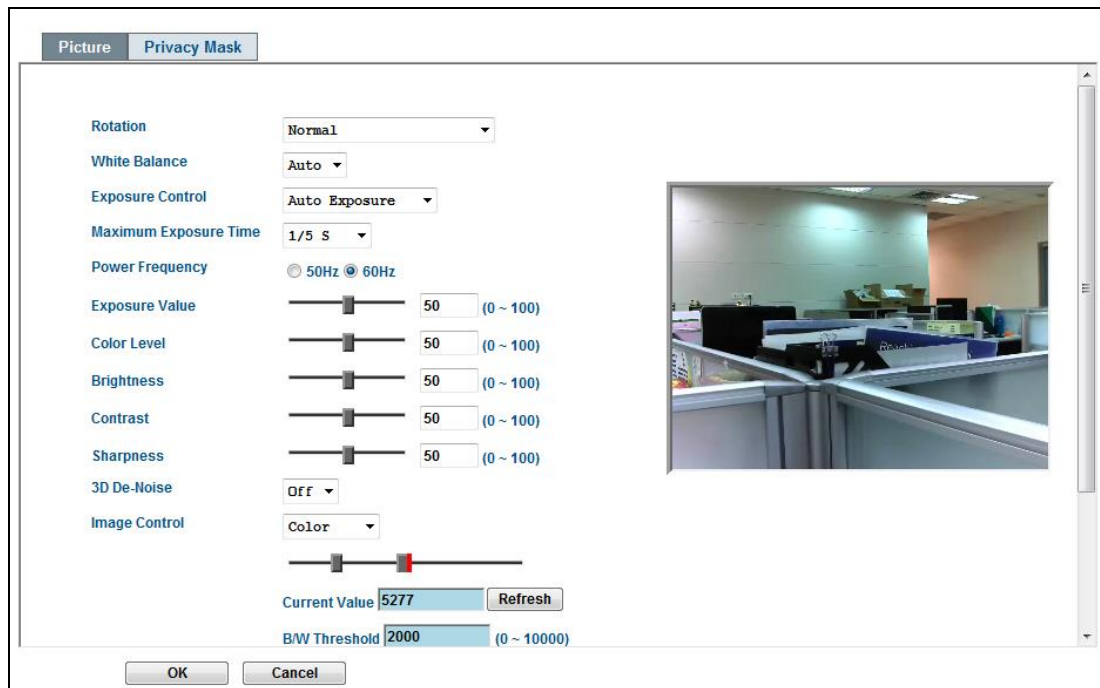 Picture Privacy Mask
Rotation Normal
White Balance Auto
Exposure Control Auto Exposure
Maximum Exposure Time 1/5 S
Power Frequency 50Hz 60Hz
Exposure Value 50 (0 ~ 100)
Color Level 50 (0 ~ 100)
Brightness 50 (0 ~ 100)
Contrast 50 (0 ~ 100)
Sharpness 50 (0 ~ 100)
3D De-Noise Off
Image Control Color
Current Value 5277 Refresh
B/W Threshold 2000 (0 ~ 10000)
OK Cancel